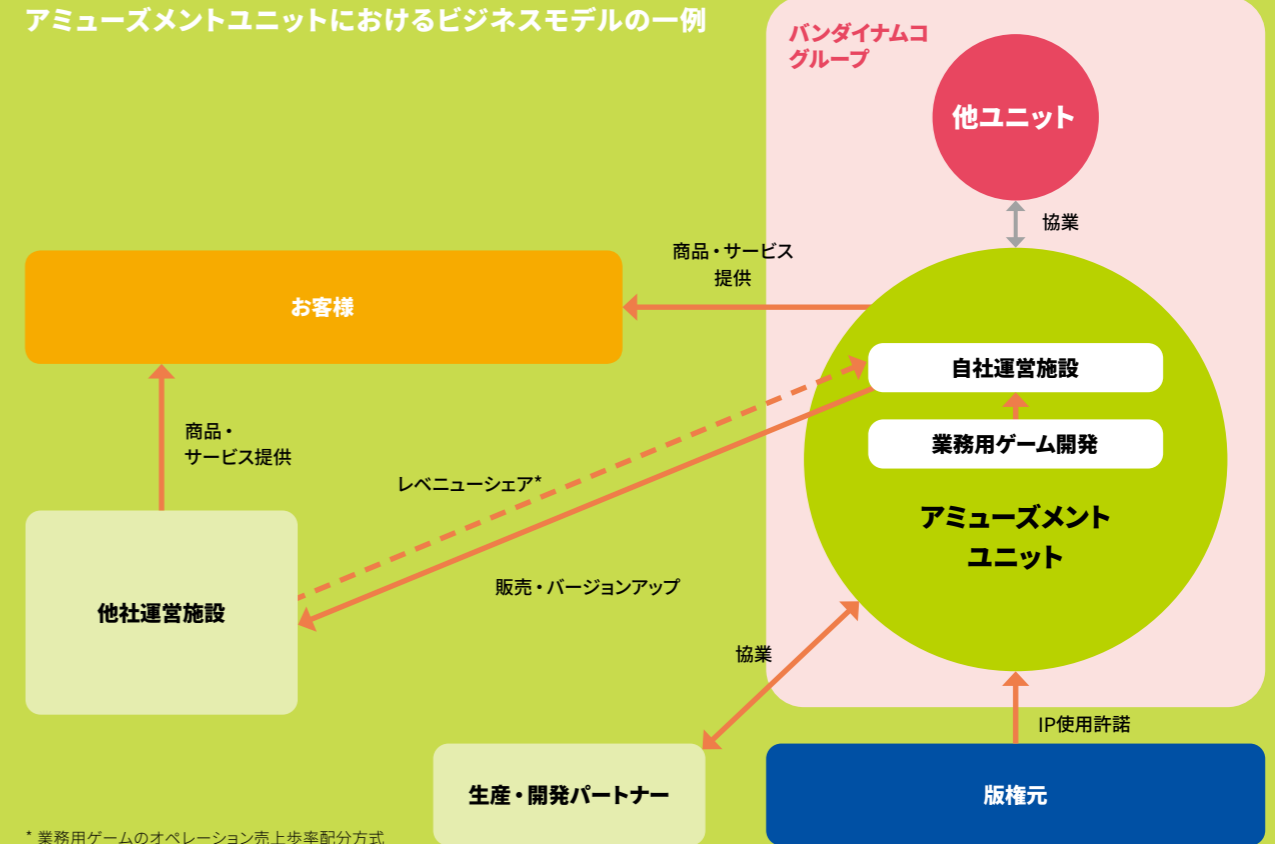 アミューズメントユニットにおけるビジネスモデルの一例
バンダイナムコ
グループ
他ユニット
協業
商品・サービス
提供
お客様
自社運営施設
業務用ゲーム開発
アミューズメント
ユニット
商品・
サービス提供
レベニューシェア*
販売・バージョンアップ
他社運営施設
協業
IP使用許諾
生産・開発パートナー
版権元
* 業務用ゲームのオペレーション売上歩率配分方式